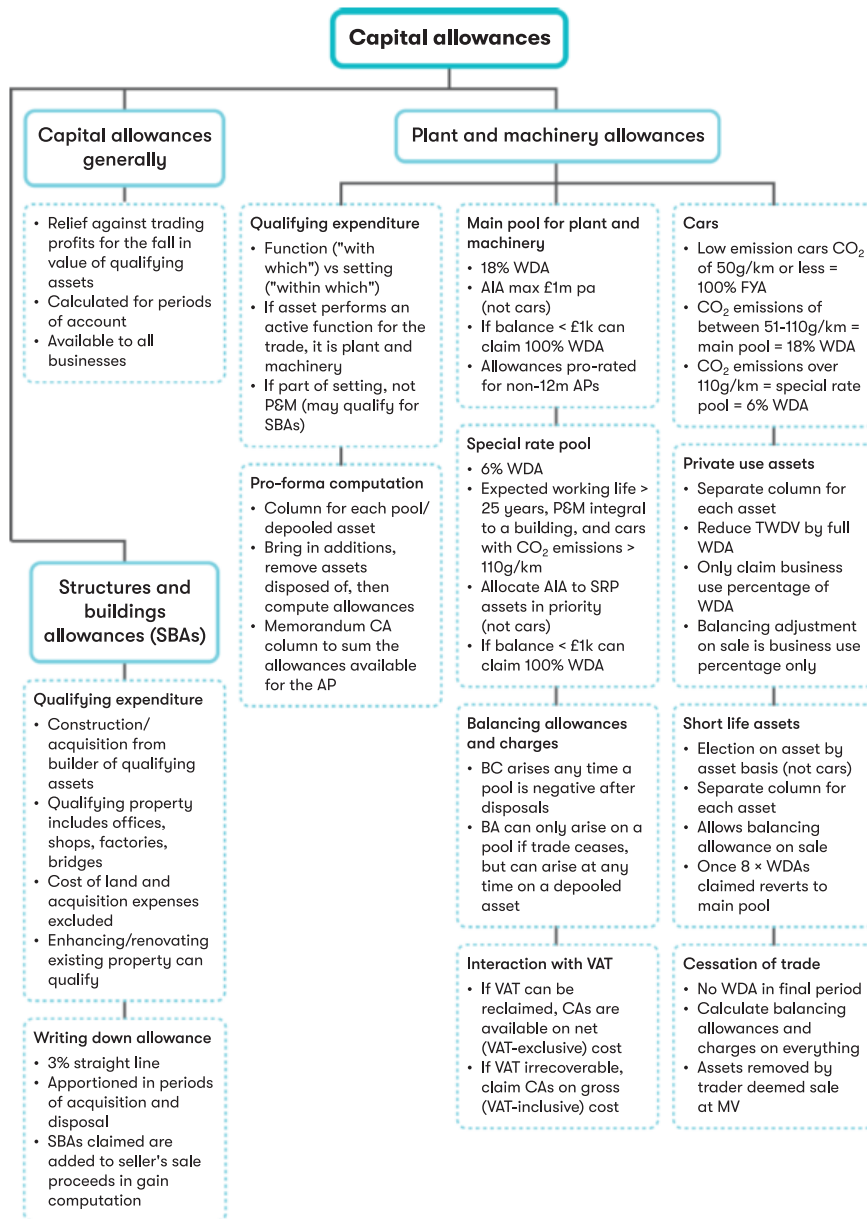 Capital allowances
Capital allowances
generally
• Relief against trading
profits for the fall in
value of qualifying
assets
• Calculated for periods
of account
• Available to all
businesses
Structures and
buildings
allowances (SBAs)
Qualifying expenditure
• Construction/
acquisition from
builder of qualifying
assets
• Qualifying property
includes offices,
shops, factories,
bridges
• Cost of land and
acquisition expenses
excluded
• Enhancing/renovating
existing property can
qualify
Writing down allowance
• 3% straight line
• Apportioned in periods
of acquisition and
disposal
• SBAs claimed are
added to seller's sale
proceeds in gain
computation
Plant and machinery allowances
Qualifying expenditure
• Function ("with
which") vs setting
("within which")
• If asset performs an
active function for the
trade, it is plant and
machinery
• If part of setting, not
P&M (may qualify for
SBAs)
Pro-forma computation
• Column for each pool/
depooled asset
• Bring in additions,
remove assets
disposed of, then
compute allowances
• Memorandum CA
column to sum the
allowances available
for the AP
Main pool for plant and
machinery
• 18% WDA
• AIA max £1m pa
(not cars)
• If balance < £1k can
claim 100% WDA
• Allowances pro-rated
for non-12m APs
Special rate pool
• 6% WDA
• Expected working life >
25 years, P&M integral
to a building, and cars
with CO₂ emissions >
110g/km
• Allocate AIA to SRP
assets in priority
(not cars)
• If balance < £1k can
claim 100% WDA
Balancing allowances
and charges
• BC arises any time a
pool is negative after
disposals
• BA can only arise on a
pool if trade ceases,
but can arise at any
time on a depooled
asset
Interaction with VAT
• If VAT can be
reclaimed, CAs are
available on net
(VAT-exclusive) cost
• If VAT irrecoverable,
claim CAs on gross
(VAT-inclusive) cost
Cars
• Low emission cars CO₂
of 50g/km or less =
100% FYA
• CO₂ emissions of
between 51-110g/km =
main pool = 18% WDA
• CO₂ emissions over
110g/km = special rate
pool = 6% WDA
Private use assets
• Separate column for
each asset
• Reduce TWDV by full
WDA
• Only claim business
use percentage of
WDA
• Balancing adjustment
on sale is business use
percentage only
Short life assets
• Election on asset by
asset basis (not cars)
• Separate column for
each asset
• Allows balancing
allowance on sale
• Once 8 × WDAs
claimed reverts to
main pool
Cessation of trade
• No WDA in final period
• Calculate balancing
allowances and
charges on everything
• Assets removed by
trader deemed sale
at MV